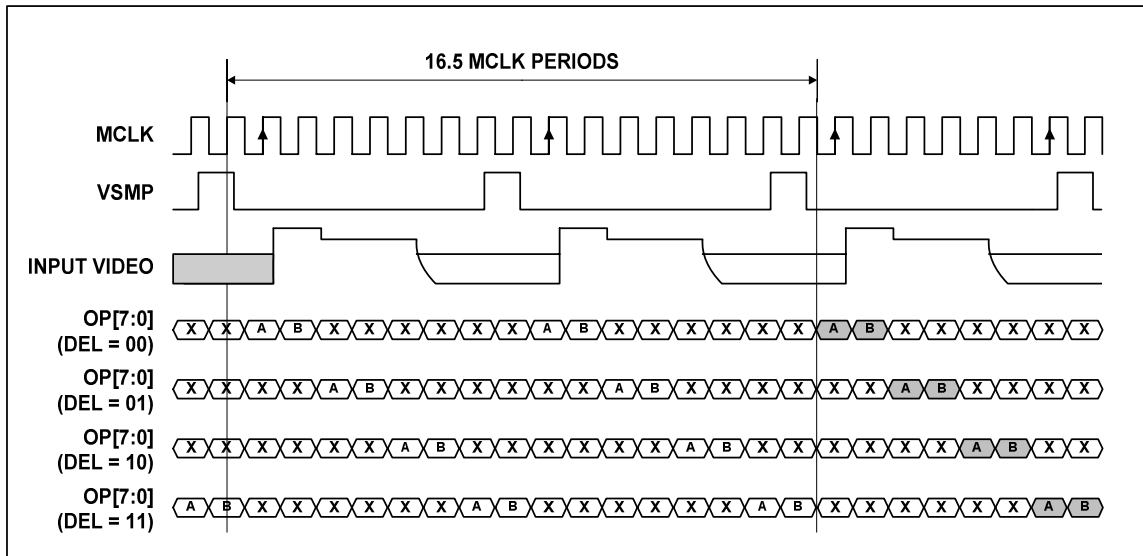 16.5 MCLK PERIODS
MCLK
VSMP
INPUT VIDEO
OP[7:0]
(DEL = 00)
X X A B X X X X X X A B X X X X X X A B X X X X X X
OP[7:0]
(DEL = 01)
X X X X A B X X X X X X A B X X X X X X A B X X X X
OP[7:0]
(DEL = 10)
X X X X X X A B X X X X X X A B X X X X X X A B X X
OP[7:0]
(DEL = 11)
A B X X X X X X A B X X X X X X A B X X X X X X A B